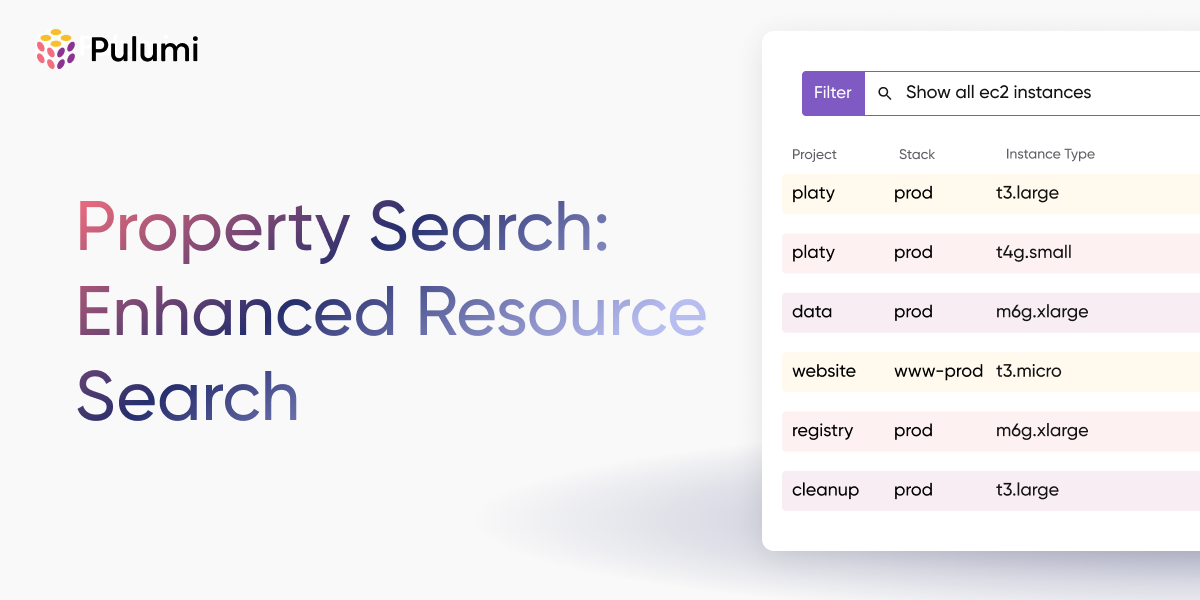 Pulumi
Property Search:
Enhanced Resource
Search
Filter Show all ec2 instances
Project Stack Instance Type
platy prod t3.large
platy prod t4g.small
data prod m6g.xlarge
website www-prod t3.micro
registry prod m6g.xlarge
cleanup prod t3.large